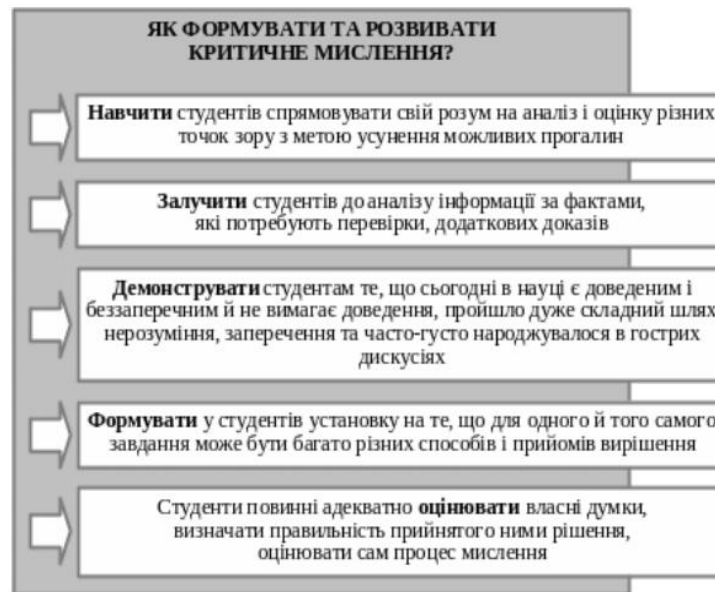 ЯК ФОРМУВАТИ ТА РОЗВИВАТИ
КРИТИЧНЕ МИСЛЕННЯ?
Навчити студентів спрямовувати свій розум на аналіз і оцінку різних
точок зору з метою усунення можливих прогалин
Залучити студентів до аналізу інформації за фактами,
які потребують перевірки, додаткових доказів
Демонструвати студентам те, що сьогодні в науці є доведеним і
беззаперечним й не вимагає доведення, пройшло дуже складний шлях
нерозуміння, заперечення та часто-густо народжувалося в гострих
дискусіях
Формувати у студентів установку на те, що для одного й того самого
завдання може бути багато різних способів і прийомів вирішення
Студенти повинні адекватно оцінювати власні думки,
визначати правильність прийнятого ними рішення,
оцінювати сам процес мислення